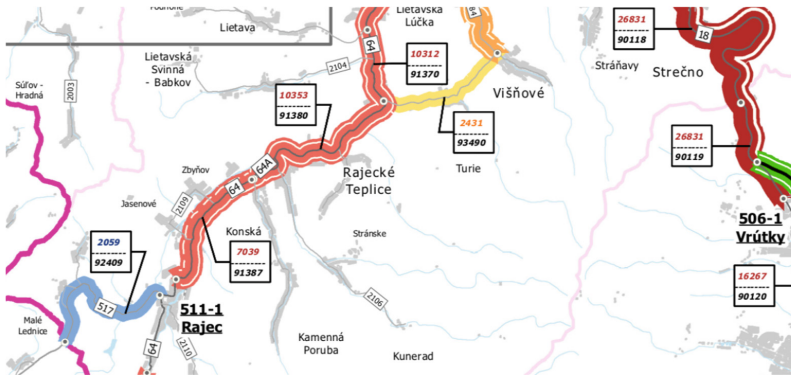 Lietava
Lietavská
Lúčka
84
26831
90118
18
Stráňavy
Strečno
64
10312
91370
Lietavská
Svinná
- Babkov
2104
Súľov -
Hradná
2003
Višňové
10353
91380
2431
93490
26831
90119
Zbyňov
64A
64
Rajecké
Teplice
Turie
Jasenové
2109
506-1
Vrútky
Konská
Stránske
2059
92409
7039
91387
16267
90120
517
511-1
Rajec
2106
Malé
Lednice
64
2110
Kamenná
Poruba
Kunerad